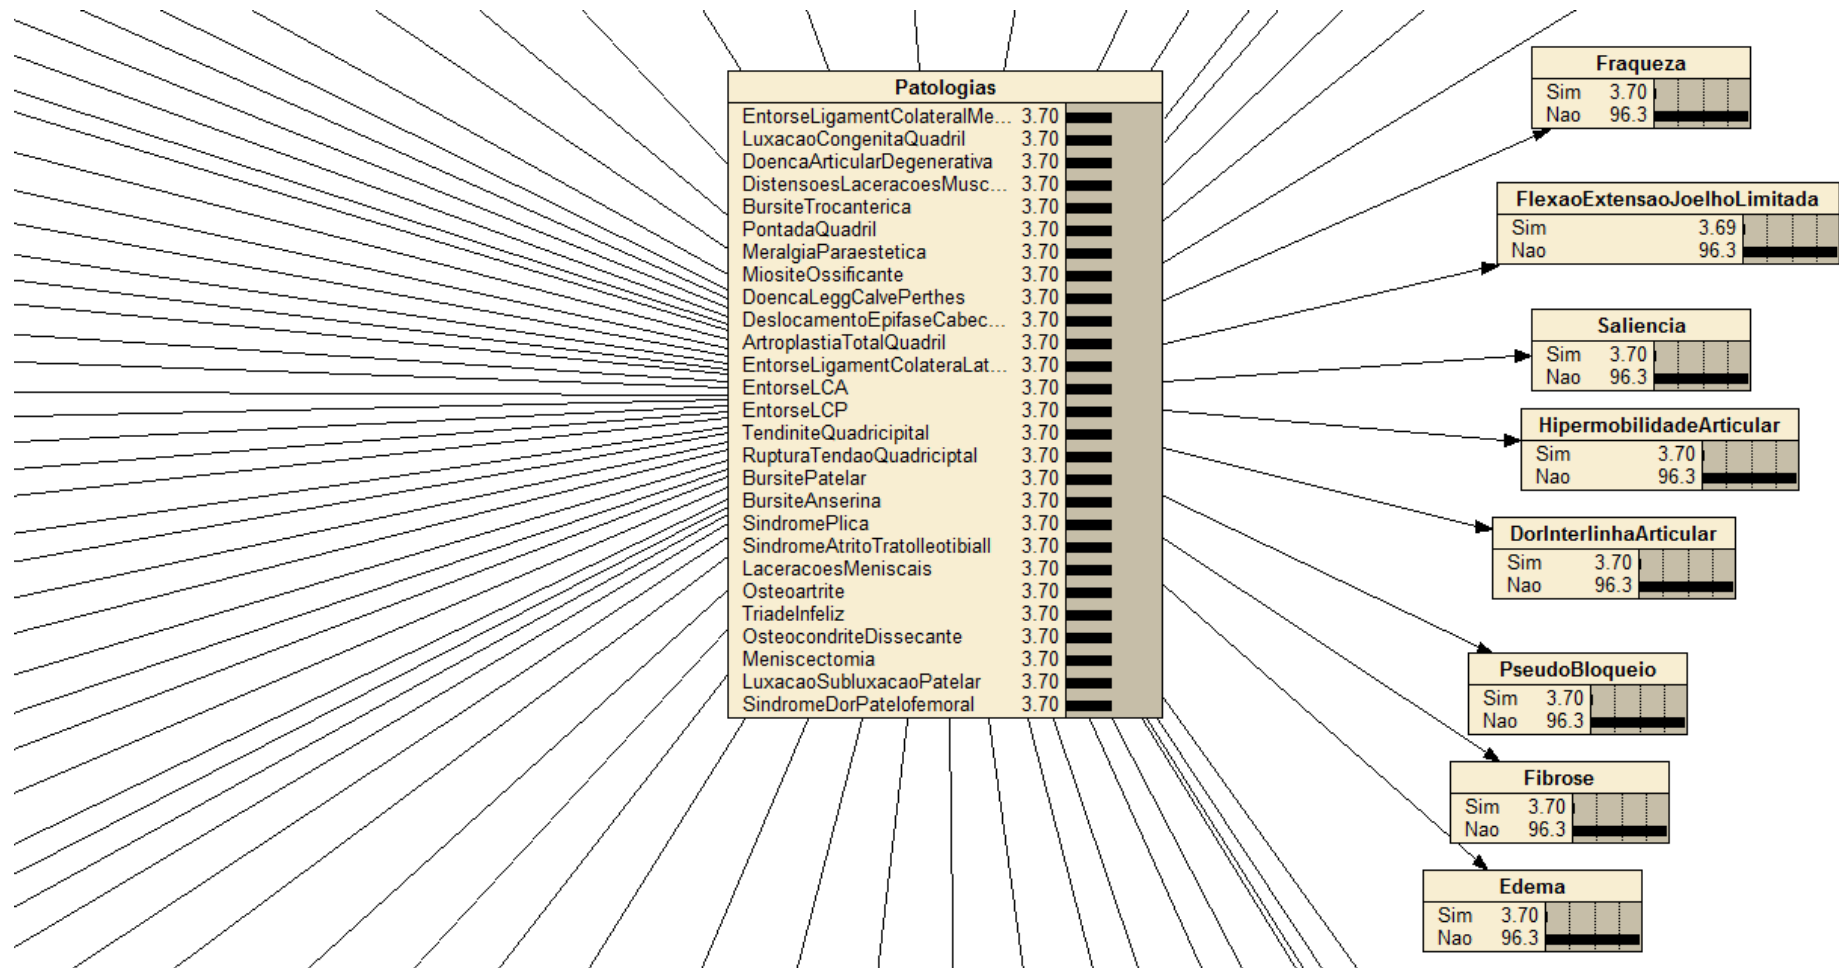 Patologias
EntorseLigamentColateralMe... 3.70
LuxacaoCongenitaQuadril 3.70
DoencaArticularDegenerativa 3.70
DistensoesLaceracoesMusc... 3.70
BursiteTrocanterica 3.70
PontadaQuadril 3.70
MeralgiaParaestetica 3.70
MiositeOssificante 3.70
DoencaLeggCalvePerthes 3.70
DeslocamentoEpifaseCabec... 3.70
ArtroplastiaTotalQuadril 3.70
EntorseLigamentColateraLat... 3.70
EntorseLCA 3.70
EntorseLCP 3.70
TendiniteQuadricipital 3.70
RupturaTendaoQuadriciptal 3.70
BursitePatelar 3.70
BursiteAnserina 3.70
SindromePlica 3.70
SindromeAtritoTratolleotibiall 3.70
LaceracoesMeniscais 3.70
Osteoartrite 3.70
TriadeInfeliz 3.70
OsteocondriteDissecante 3.70
Meniscectomia 3.70
LuxacaoSubluxacaoPatelar 3.70
SindromeDorPatelofemoral 3.70
Fraqueza
Sim 3.70
Nao 96.3
FlexaoExtensaoJoelhoLimitada
Sim 3.69
Nao 96.3
Saliencia
Sim 3.70
Nao 96.3
HipermobilidadeArticular
Sim 3.70
Nao 96.3
DorInterlinhaArticular
Sim 3.70
Nao 96.3
PseudoBloqueio
Sim 3.70
Nao 96.3
Fibrose
Sim 3.70
Nao 96.3
Edema
Sim 3.70
Nao 96.3